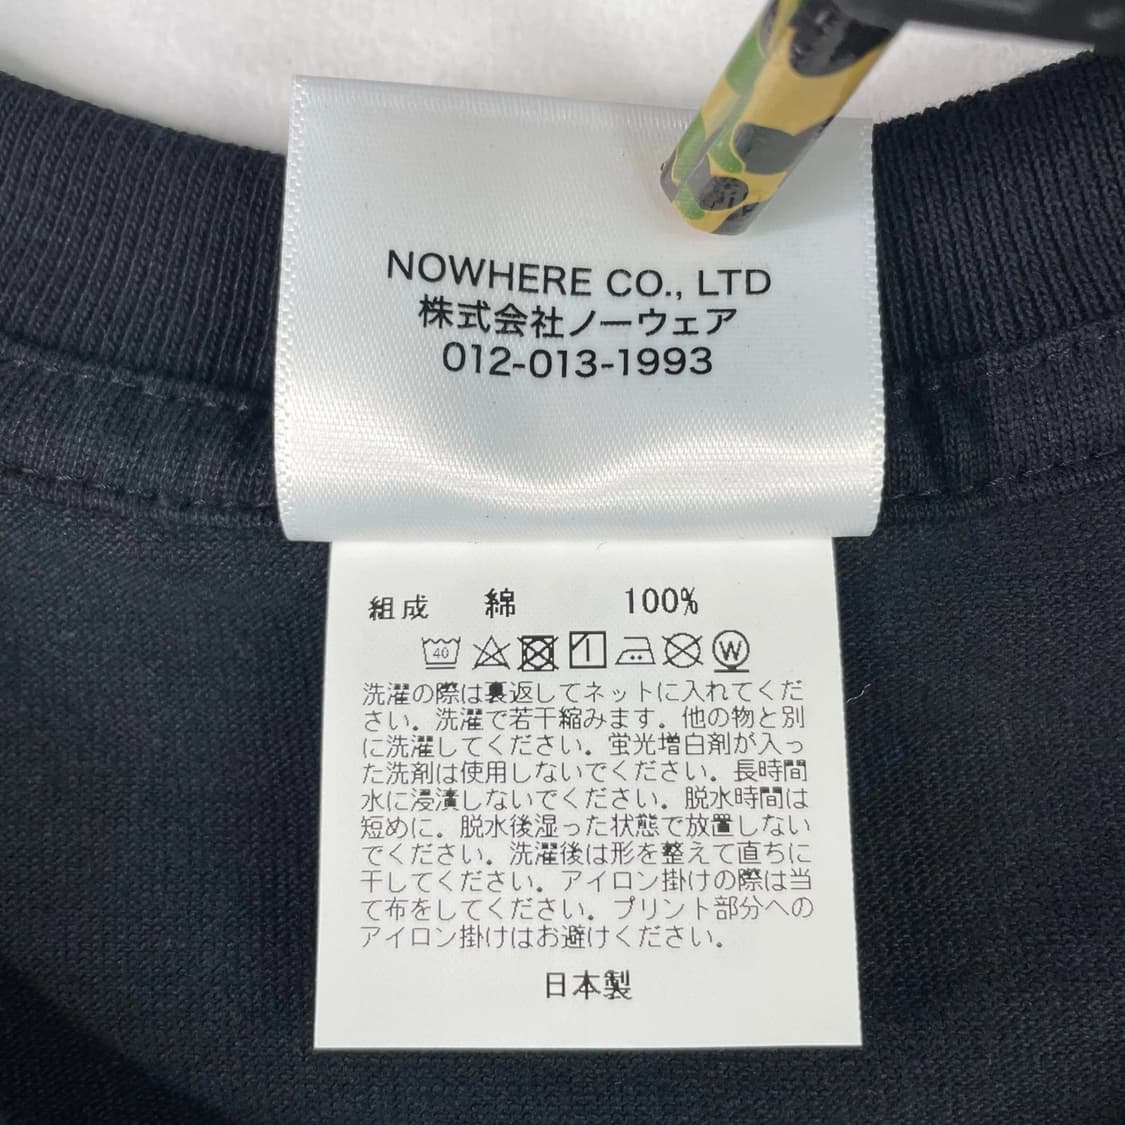 NOWHERE CO., LTD
株式会社ノーウェア
012-013-1993
組成 綿 100%
40 W
洗濯の際は裏返してネットに入れてくだ
さい。洗濯で若干縮みます。他の物と別
に洗濯してください。蛍光増白剤が入っ
た洗剤は使用しないでください。長時間
水に浸漬しないでください。脱水時間は
短めに。脱水後湿った状態で放置しない
でください。洗濯後は形を整えて直ちに
干してください。アイロン掛けの際は当
て布をしてください。プリント部分への
アイロン掛けはお避けください。
日本製